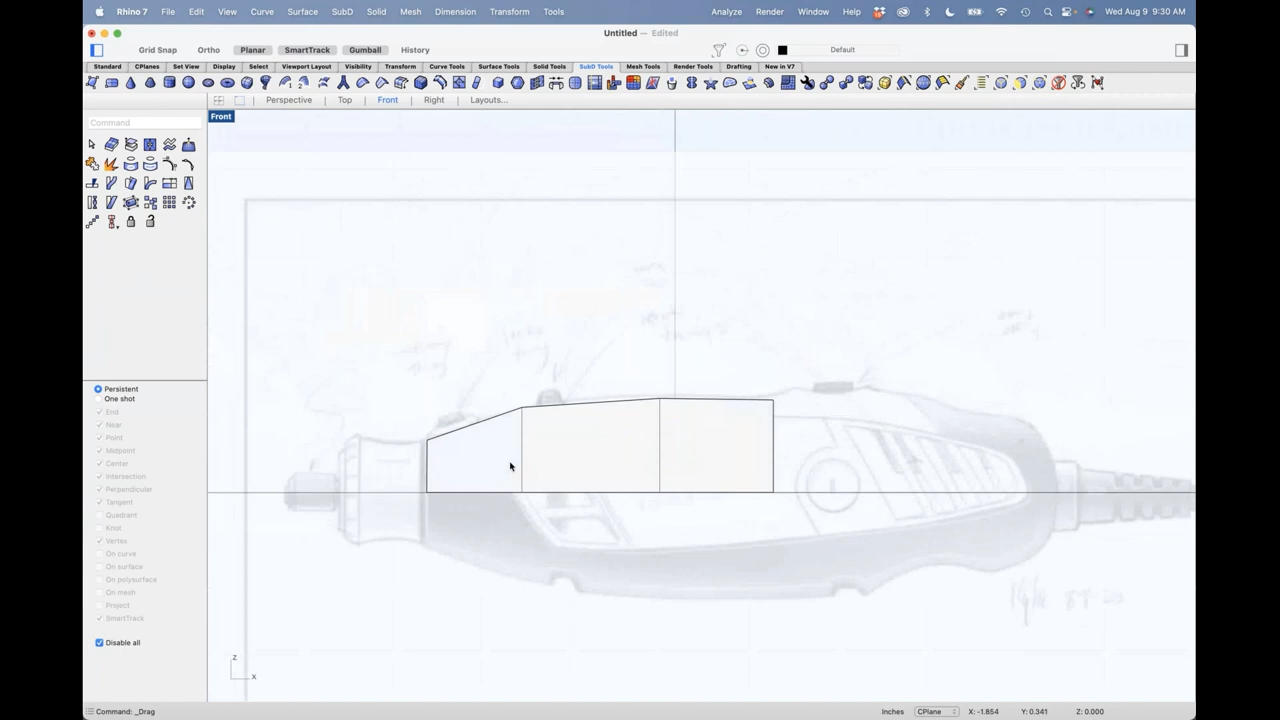 Rhino 7 File Edit View Curve Surface SubD Solid Mesh Dimension Transform Tools Analyze Render Window Help Wed Aug 9 9:30 AM
Untitled — Edited
Grid Snap Ortho Planar SmartTrack Gumball History Default
Standard CPlanes Set View Display Select Viewport Layout Visibility Transform Curve Tools Surface Tools Solid Tools SubD Tools Mesh Tools Render Tools Drafting New in V7
Perspective Top Front Right Layouts...
Front
Command
Persistent
One shot
End
Near
Point
Midpoint
Center
Intersection
Perpendicular
Tangent
Quadrant
Knot
Vertex
On curve
On surface
On polysurface
On mesh
Project
SmartTrack
Disable all
z
x
Command: _Drag Inches CPlane X: -1.854 Y: 0.341 Z: 0.000